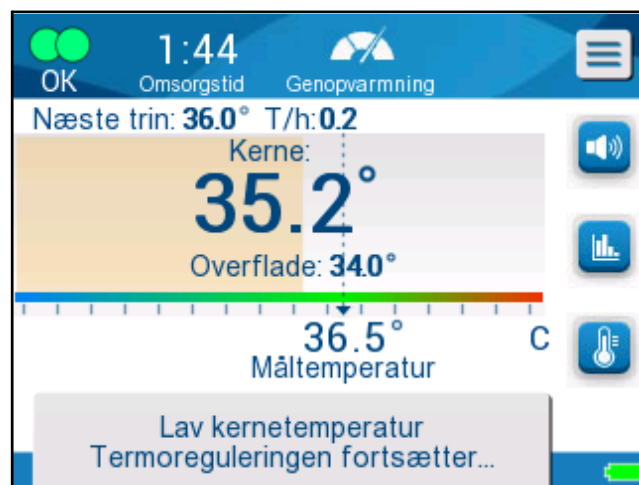 1:44
OK Omsorgstid Genopvarmning
Næste trin: 36.0° T/h:0.2
Kerne:
35.2°
Overflade: 34.0°
36.5° C
Måltemperatur
Lav kernetemperatur
Termoreguleringen fortsætter...